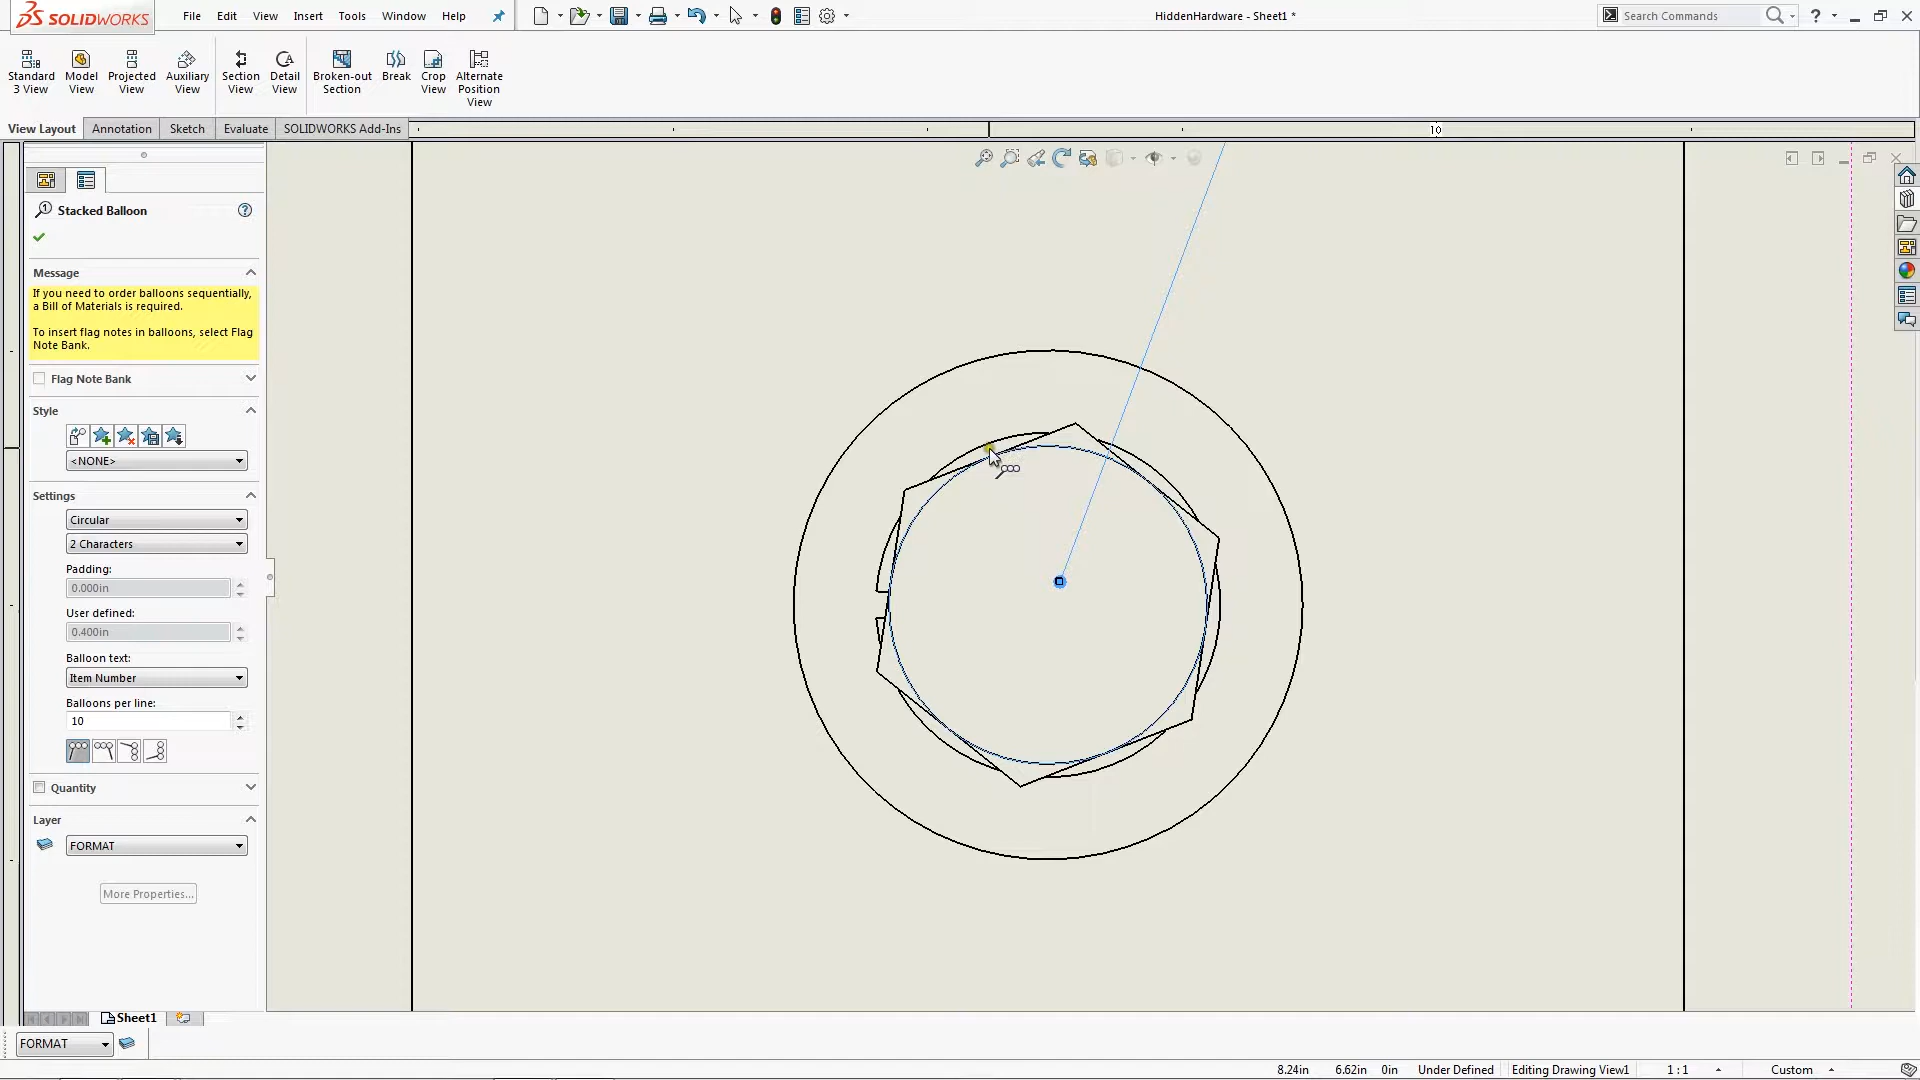 SOLIDWORKS
File Edit View Insert Tools Window Help
HiddenHardware - Sheet1 *
Search Commands
?
Standard 3 View
Model View
Projected View
Auxiliary View
Section View
Detail View
Broken-out Section
Break
Crop View
Alternate Position View
View Layout Annotation Sketch Evaluate SOLIDWORKS Add-Ins
10
Stacked Balloon
?
Message
If you need to order balloons sequentially,
a Bill of Materials is required.
To insert flag notes in balloons, select Flag
Note Bank.
Flag Note Bank
Style
<NONE>
Settings
Circular
2 Characters
Padding:
0.000in
User defined:
0.400in
Balloon text:
Item Number
Balloons per line:
10
Quantity
Layer
FORMAT
More Properties...
Sheet1
FORMAT
8.24in 6.62in 0in Under Defined Editing Drawing View1 1 : 1 Custom